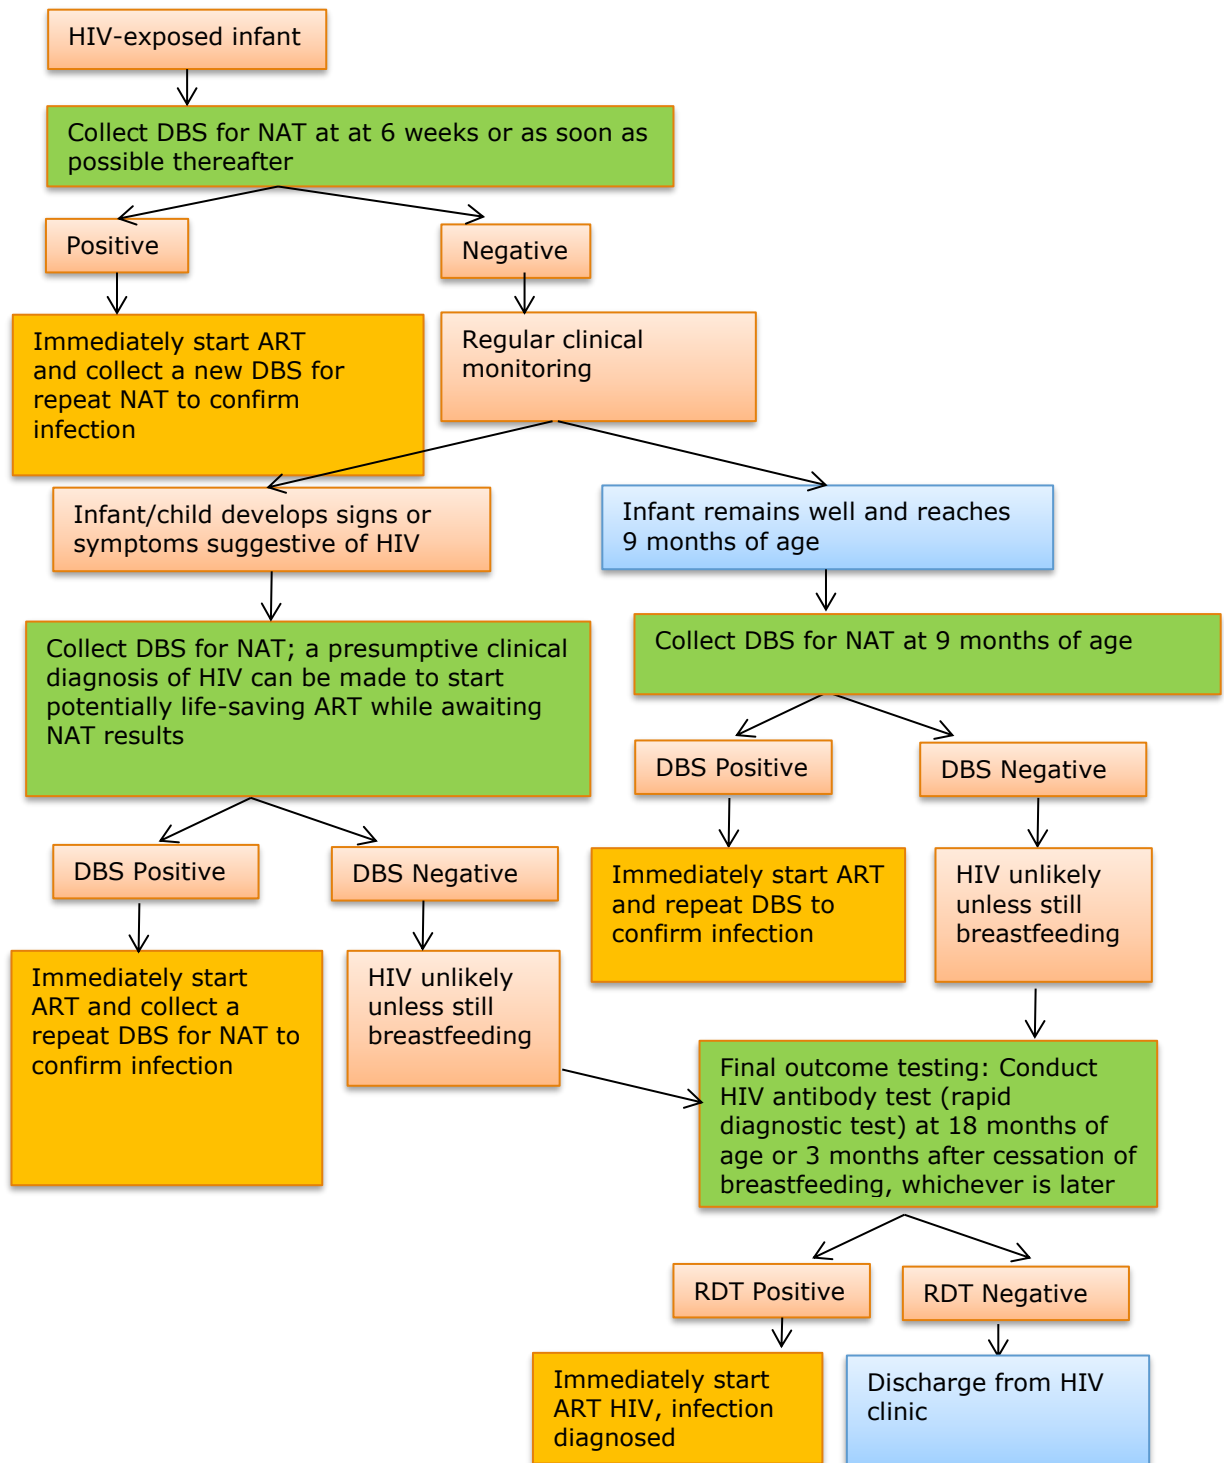 HIV-exposed infant
Collect DBS for NAT at at 6 weeks or as soon as
possible thereafter
Positive
Negative
Immediately start ART
and collect a new DBS for
repeat NAT to confirm
infection
Regular clinical
monitoring
Infant/child develops signs or
symptoms suggestive of HIV
Infant remains well and reaches
9 months of age
Collect DBS for NAT; a presumptive clinical
diagnosis of HIV can be made to start
potentially life-saving ART while awaiting
NAT results
Collect DBS for NAT at 9 months of age
DBS Positive
DBS Negative
DBS Positive
DBS Negative
Immediately start
ART and collect a
repeat DBS for NAT to
confirm infection
HIV unlikely
unless still
breastfeeding
Immediately start ART
and repeat DBS to
confirm infection
HIV unlikely
unless still
breastfeeding
Final outcome testing: Conduct
HIV antibody test (rapid
diagnostic test) at 18 months of
age or 3 months after cessation of
breastfeeding, whichever is later
RDT Positive
RDT Negative
Immediately start
ART HIV, infection
diagnosed
Discharge from HIV
clinic